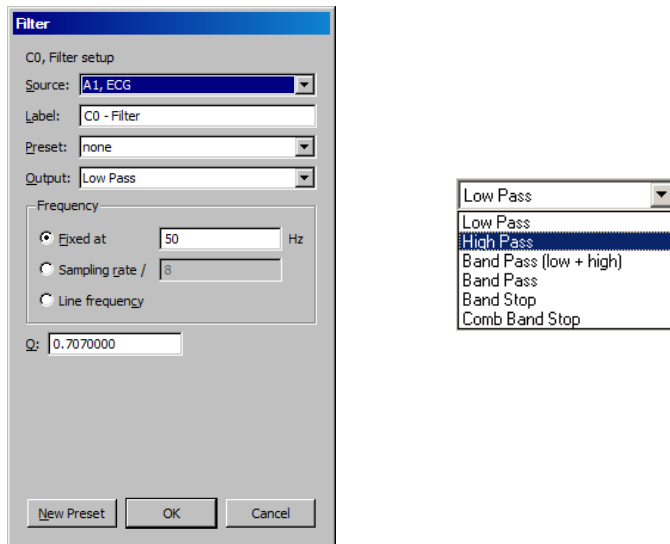 Filter
C0, Filter setup
Source: A1, ECG
Label: C0 - Filter
Preset: none
Output: Low Pass
Frequency
Fixed at 50 Hz
Sampling rate / 8
Line frequency
Q: 0.7070000
New Preset OK Cancel
Low Pass
Low Pass
High Pass
Band Pass (low + high)
Band Pass
Band Stop
Comb Band Stop